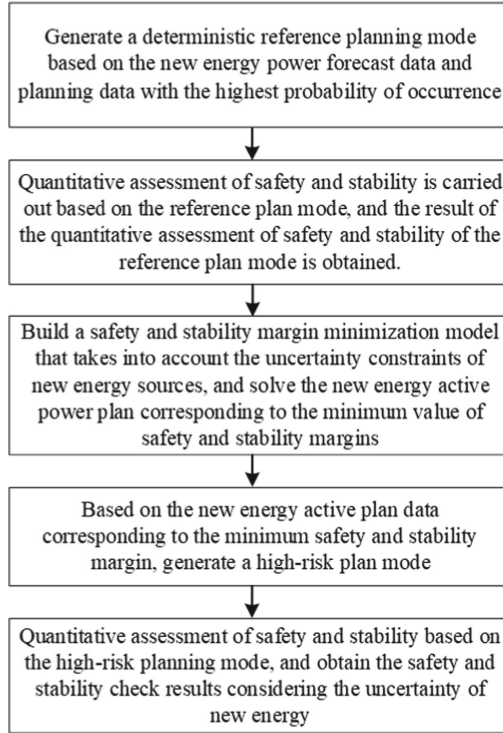 Generate a deterministic reference planning mode
based on the new energy power forecast data and
planning data with the highest probability of occurrence
Quantitative assessment of safety and stability is carried
out based on the reference plan mode, and the result of
the quantitative assessment of safety and stability of the
reference plan mode is obtained.
Build a safety and stability margin minimization model
that takes into account the uncertainty constraints of
new energy sources, and solve the new energy active
power plan corresponding to the minimum value of
safety and stability margins
Based on the new energy active plan data
corresponding to the minimum safety and stability
margin, generate a high-risk plan mode
Quantitative assessment of safety and stability based on
the high-risk planning mode, and obtain the safety and
stability check results considering the uncertainty of
new energy